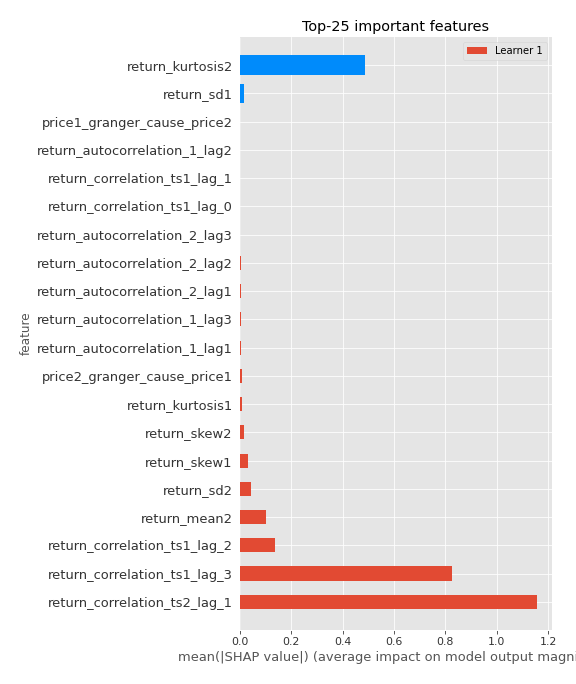 Top-25 important features
Learner 1
return_kurtosis2
return_sd1
price1_granger_cause_price2
return_autocorrelation_1_lag2
return_correlation_ts1_lag_1
return_correlation_ts1_lag_0
return_autocorrelation_2_lag3
return_autocorrelation_2_lag2
return_autocorrelation_2_lag1
return_autocorrelation_1_lag3
return_autocorrelation_1_lag1
price2_granger_cause_price1
return_kurtosis1
return_skew2
return_skew1
return_sd2
return_mean2
return_correlation_ts1_lag_2
return_correlation_ts1_lag_3
return_correlation_ts2_lag_1
feature
0.0 0.2 0.4 0.6 0.8 1.0 1.2
mean(|SHAP value|) (average impact on model output magni